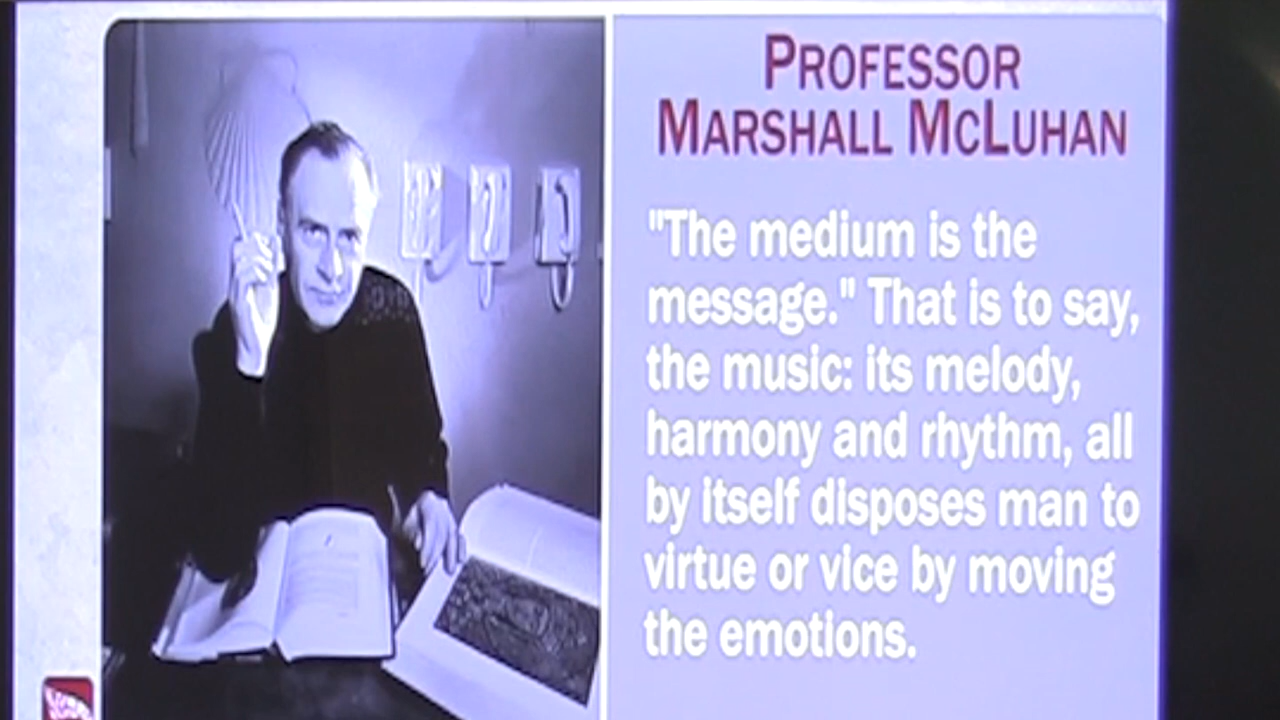 PROFESSOR
MARSHALL MCLUHAN
"The medium is the
message." That is to say,
the music: its melody,
harmony and rhythm, all
by itself disposes man to
virtue or vice by moving
the emotions.